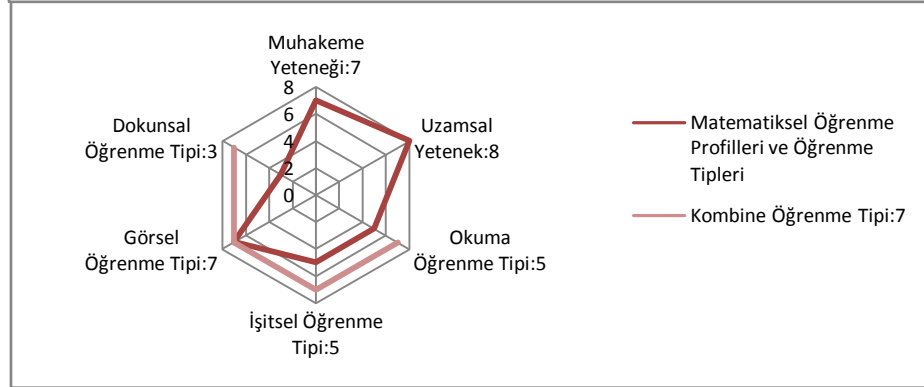 Muhakeme
Yeteneği:7
8
6
4
2
0
Uzamsal
Yetenek:8
Okuma
Öğrenme Tipi:5
İşitsel Öğrenme
Tipi:5
Görsel
Öğrenme Tipi:7
Dokunsal
Öğrenme Tipi:3
Matematiksel Öğrenme
Profilleri ve Öğrenme
Tipleri
Kombine Öğrenme Tipi:7